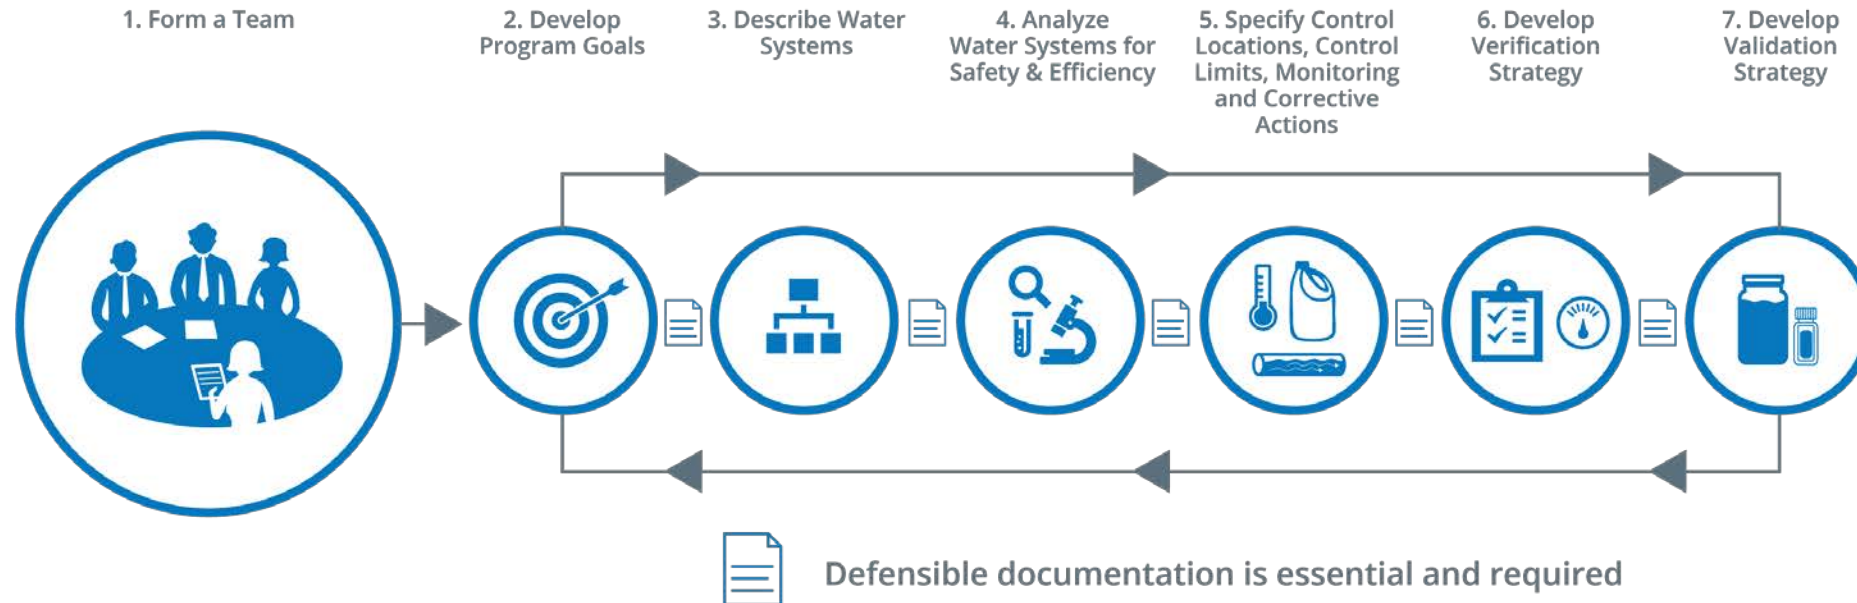 1. Form a Team
2. Develop
Program Goals
3. Describe Water
Systems
4. Analyze
Water Systems for
Safety & Efficiency
5. Specify Control
Locations, Control
Limits, Monitoring
and Corrective
Actions
6. Develop
Verification
Strategy
7. Develop
Validation
Strategy
Defensible documentation is essential and required